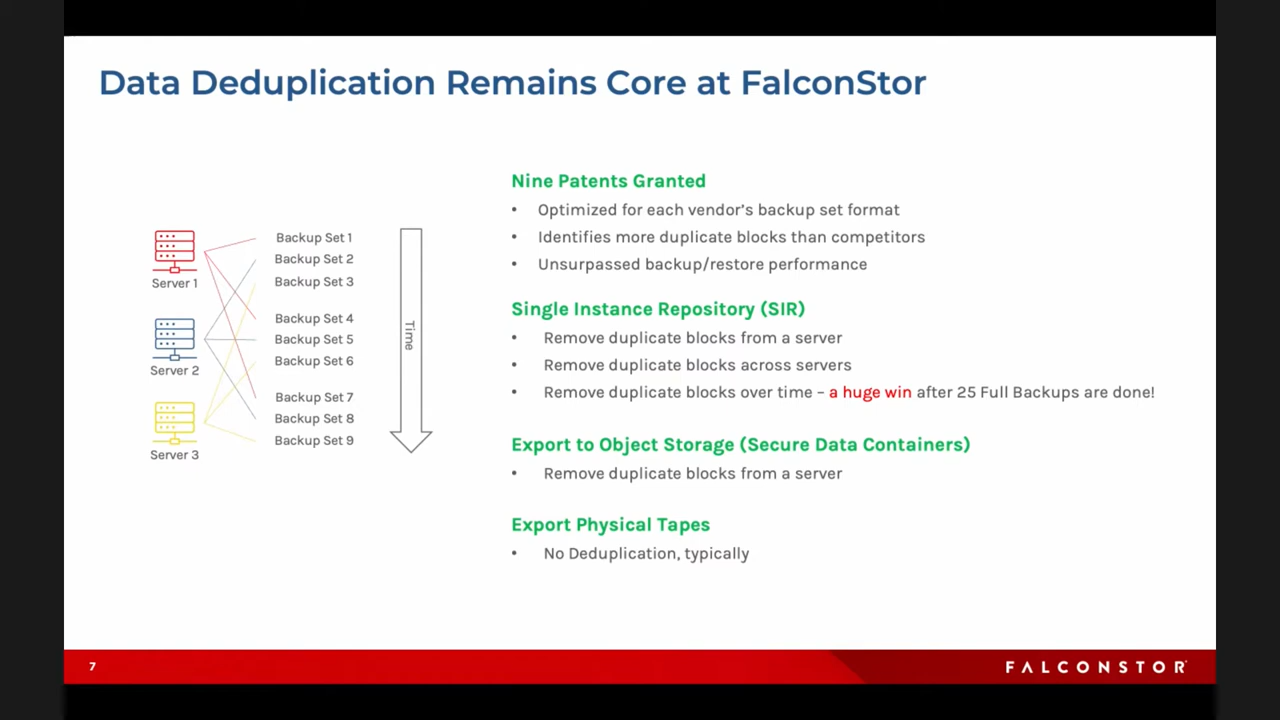 Data Deduplication Remains Core at FalconStor
Server 1
Server 2
Server 3
Backup Set 1
Backup Set 2
Backup Set 3
Backup Set 4
Backup Set 5
Backup Set 6
Backup Set 7
Backup Set 8
Backup Set 9
Time
Nine Patents Granted
• Optimized for each vendor’s backup set format
• Identifies more duplicate blocks than competitors
• Unsurpassed backup/restore performance
Single Instance Repository (SIR)
• Remove duplicate blocks from a server
• Remove duplicate blocks across servers
• Remove duplicate blocks over time – a huge win after 25 Full Backups are done!
Export to Object Storage (Secure Data Containers)
• Remove duplicate blocks from a server
Export Physical Tapes
• No Deduplication, typically
7
FALCONSTOR